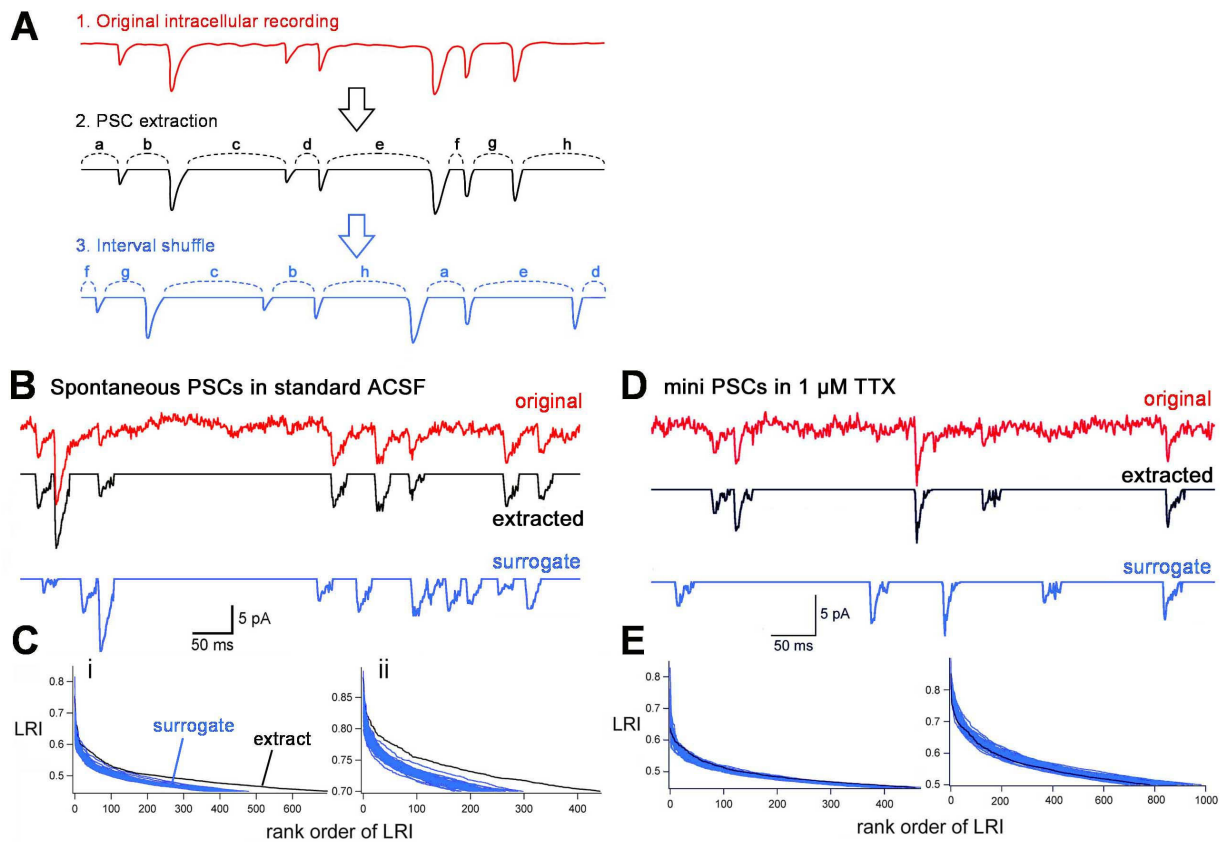 A
1. Original intracellular recording
2. PSC extraction
a b c d e f g h
3. Interval shuffle
f g c b h a e d
B Spontaneous PSCs in standard ACSF
original
extracted
surrogate
5 pA
50 ms
C
i
0.8
0.7
LRI
0.6
0.5
surrogate
extract
0 100 200 300 400 500 600
ii
0.85
0.80
0.75
0.70
0 100 200 300 400
rank order of LRI
D mini PSCs in 1 µM TTX
original
extracted
surrogate
5 pA
50 ms
E
0.8
0.7
LRI
0.6
0.5
0 100 200 300 400
0.8
0.7
0.6
0.5
0 200 400 600 800 1000
rank order of LRI